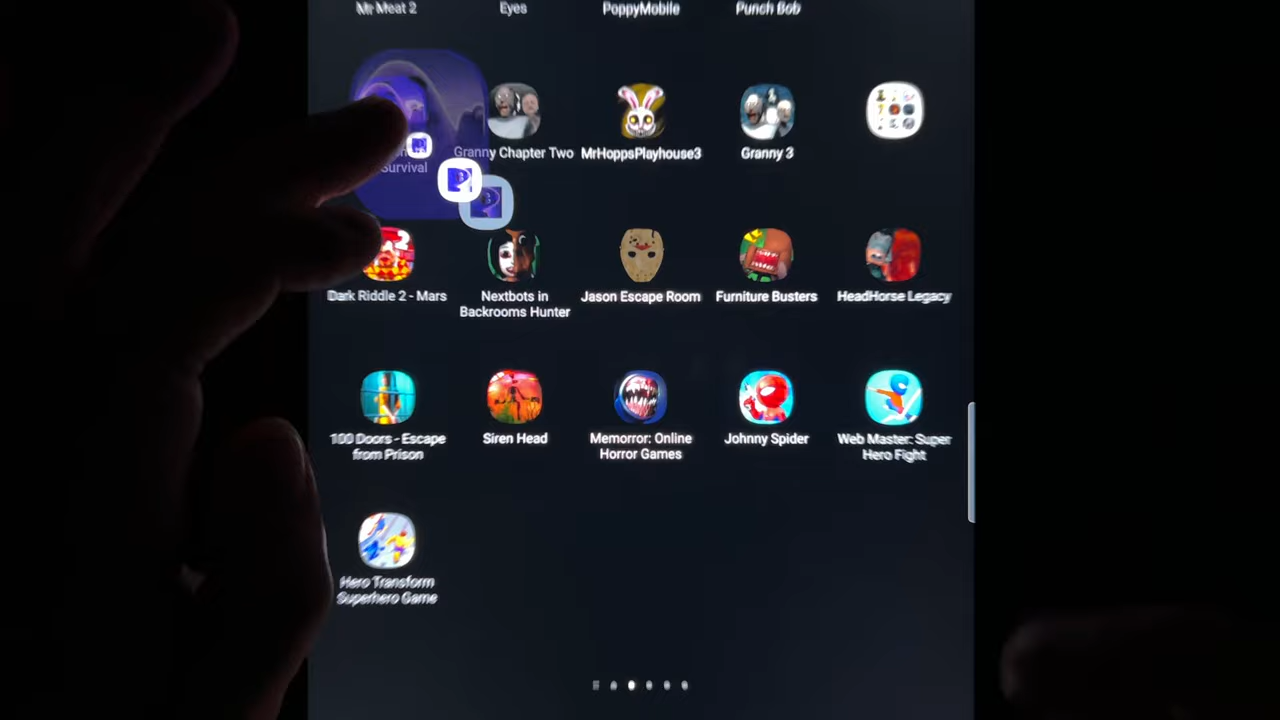 Mr Meat 2
Eyes
PoppyMobile
Punch Bob
Survival
Granny Chapter Two
MrHoppsPlayhouse3
Granny 3
Dark Riddle 2 - Mars
Nextbots in
Backrooms Hunter
Jason Escape Room
Furniture Busters
HeadHorse Legacy
100 Doors - Escape
from Prison
Siren Head
Memorror: Online
Horror Games
Johnny Spider
Web Master: Super
Hero Fight
Hero Transform
Superhero Game